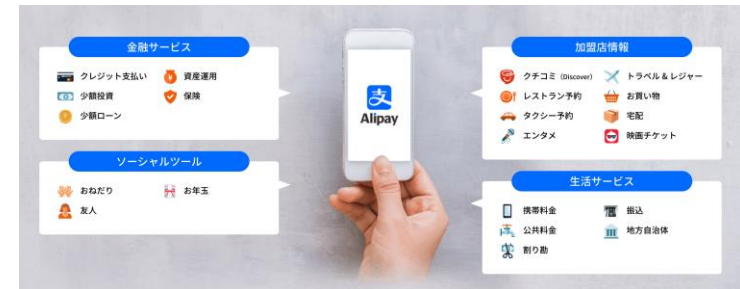 金融サービス
クレジット支払い
資産運用
少額投資
保険
少額ローン
ソーシャルツール
おねだり
お年玉
友人
支
Alipay
加盟店情報
クチコミ (Discover)
トラベル & レジャー
レストラン予約
お買い物
タクシー予約
宅配
エンタメ
映画チケット
生活サービス
携帯料金
振込
公共料金
地方自治体
割り勘